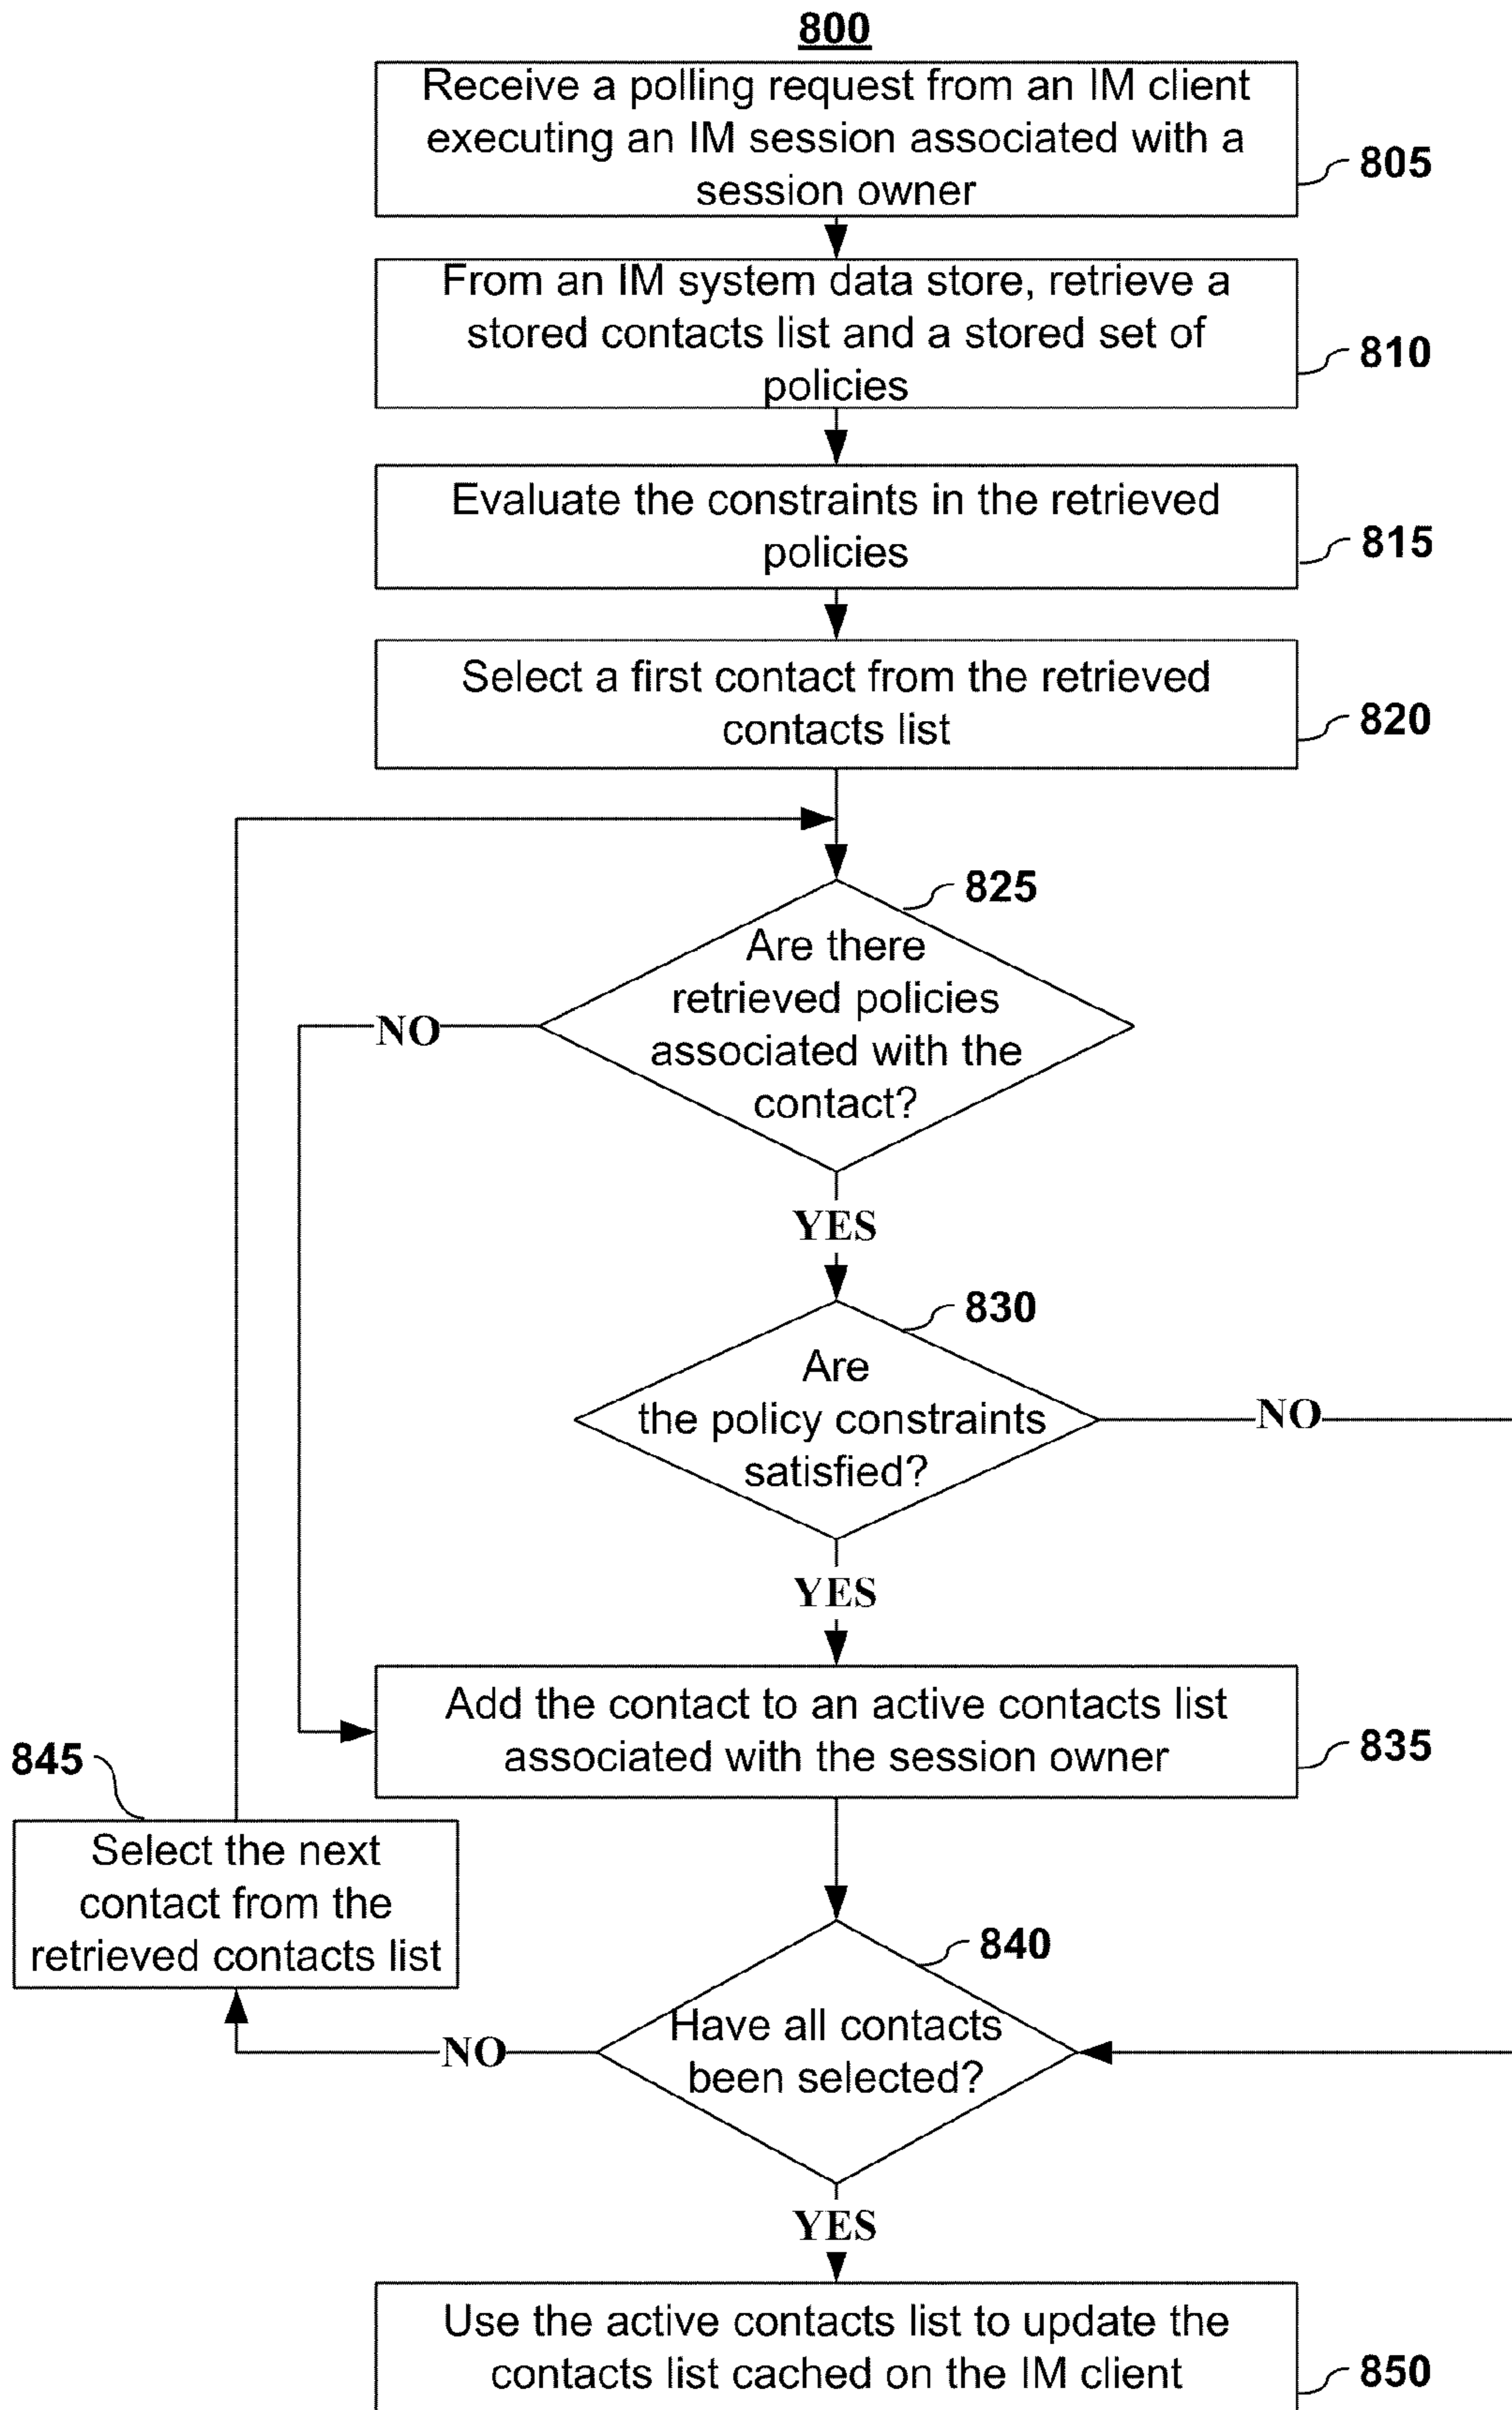 800
Receive a polling request from an IM client
executing an IM session associated with a
session owner
805
From an IM system data store, retrieve a
stored contacts list and a stored set of
policies
810
Evaluate the constraints in the retrieved
policies
815
Select a first contact from the retrieved
contacts list
820
825
Are there
retrieved policies
associated with the
contact?
NO
YES
830
Are
the policy constraints
satisfied?
NO
YES
Add the contact to an active contacts list
associated with the session owner
835
845
Select the next
contact from the
retrieved contacts list
840
Have all contacts
been selected?
NO
YES
Use the active contacts list to update the
contacts list cached on the IM client
850